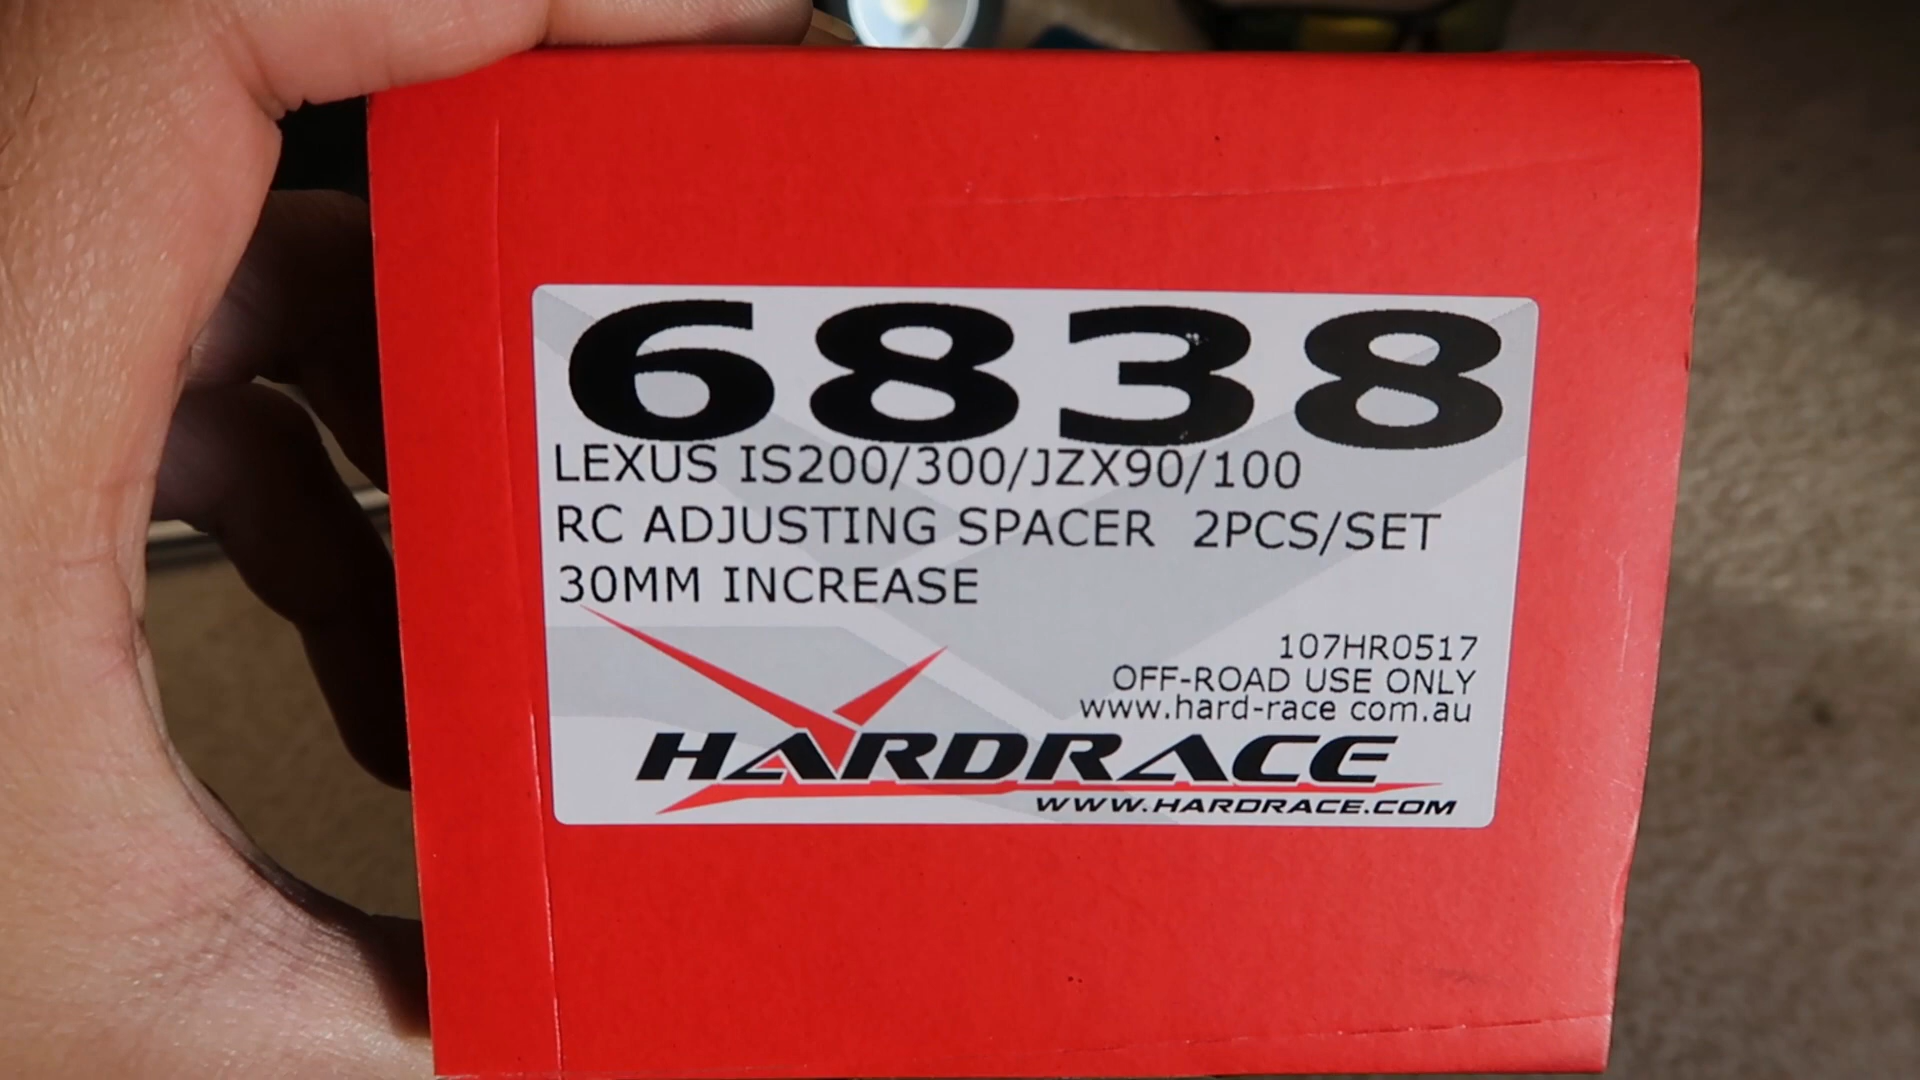 6838
LEXUS IS200/300/JZX90/100
RC ADJUSTING SPACER 2PCS/SET
30MM INCREASE
107HR0517
OFF-ROAD USE ONLY
www.hard-race com.au
HARDRACE
WWW.HARDRACE.COM